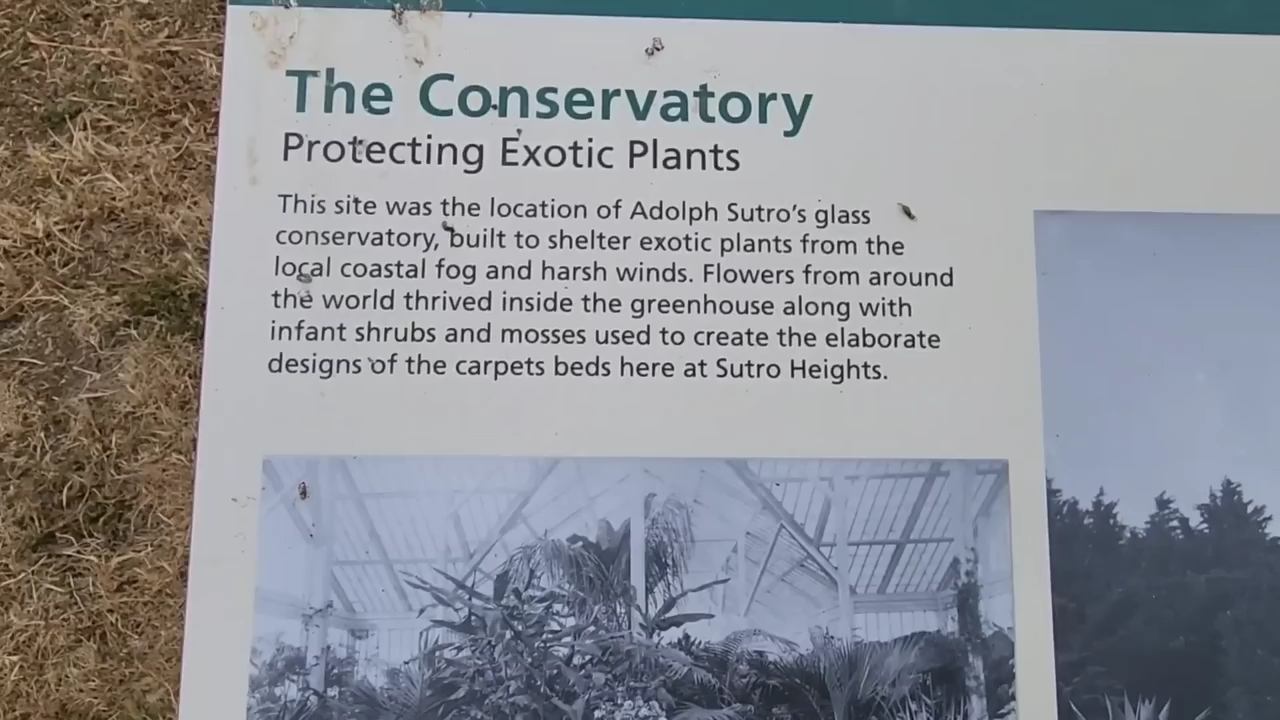 The Conservatory
Protecting Exotic Plants
This site was the location of Adolph Sutro's glass
conservatory, built to shelter exotic plants from the
local coastal fog and harsh winds. Flowers from around
the world thrived inside the greenhouse along with
infant shrubs and mosses used to create the elaborate
designs of the carpets beds here at Sutro Heights.